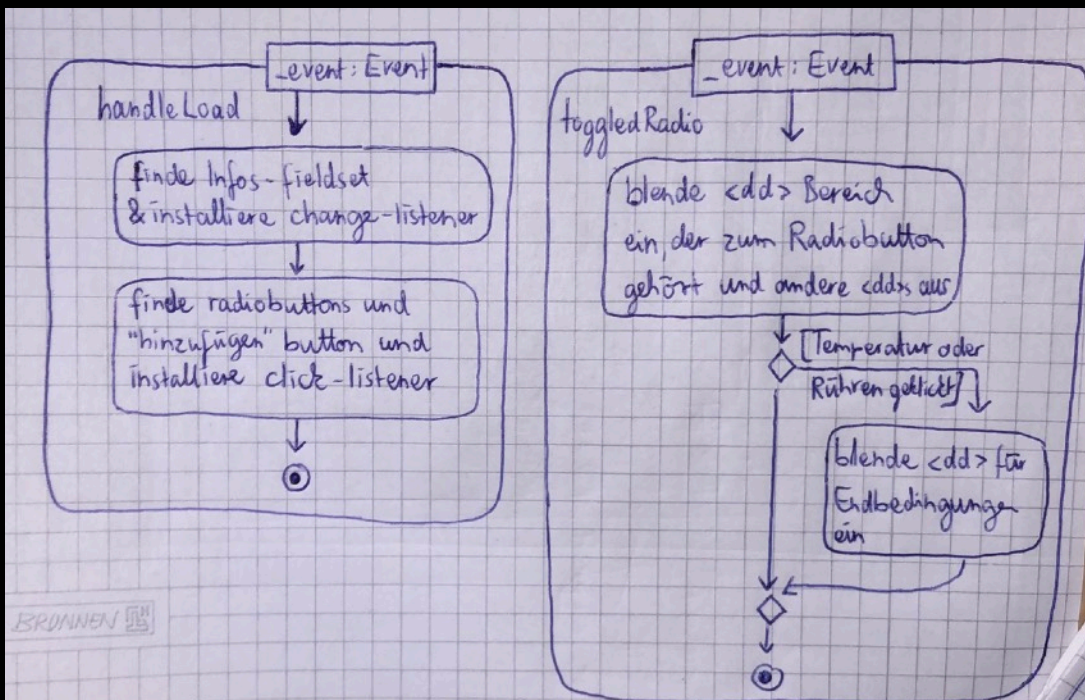 _event: Event
handleLoad
finde Infos-fieldset
& installiere change-listener
finde radiobuttons und
"hinzufügen" button und
installiere click-listener
_event: Event
toggledRadio
blende <dd> Bereich
ein, der zum Radiobutton
gehört und andere <dd>s aus
[Temperatur oder
Rühren geklickt]
blende <dd> für
Endbedingungen
ein
BRUNNEN